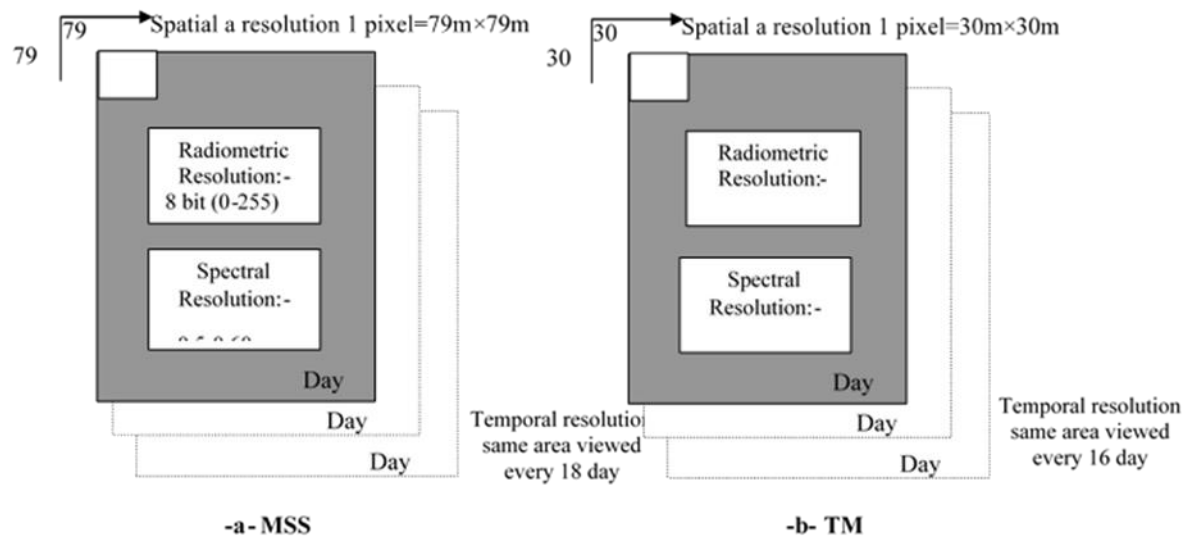 79
79
Spatial a resolution 1 pixel=79m×79m
Radiometric
Resolution:-
8 bit (0-255)
Spectral
Resolution:-
Day
Day
Day
Temporal resolution
same area viewed
every 18 day
-a- MSS
30
30
Spatial a resolution 1 pixel=30m×30m
Radiometric
Resolution:-
Spectral
Resolution:-
Day
Day
Day
Temporal resolution
same area viewed
every 16 day
-b- TM